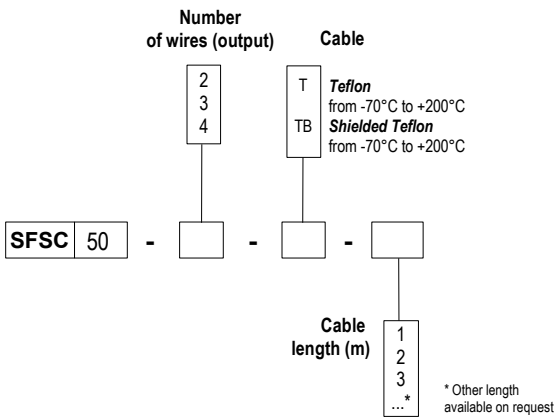 Number
of wires (output)
Cable
2
3
4
T Teflon
from -70°C to +200°C
TB Shielded Teflon
from -70°C to +200°C
SFSC 50 - - -
Cable
length (m)
1
2
3
...*
* Other length
available on request